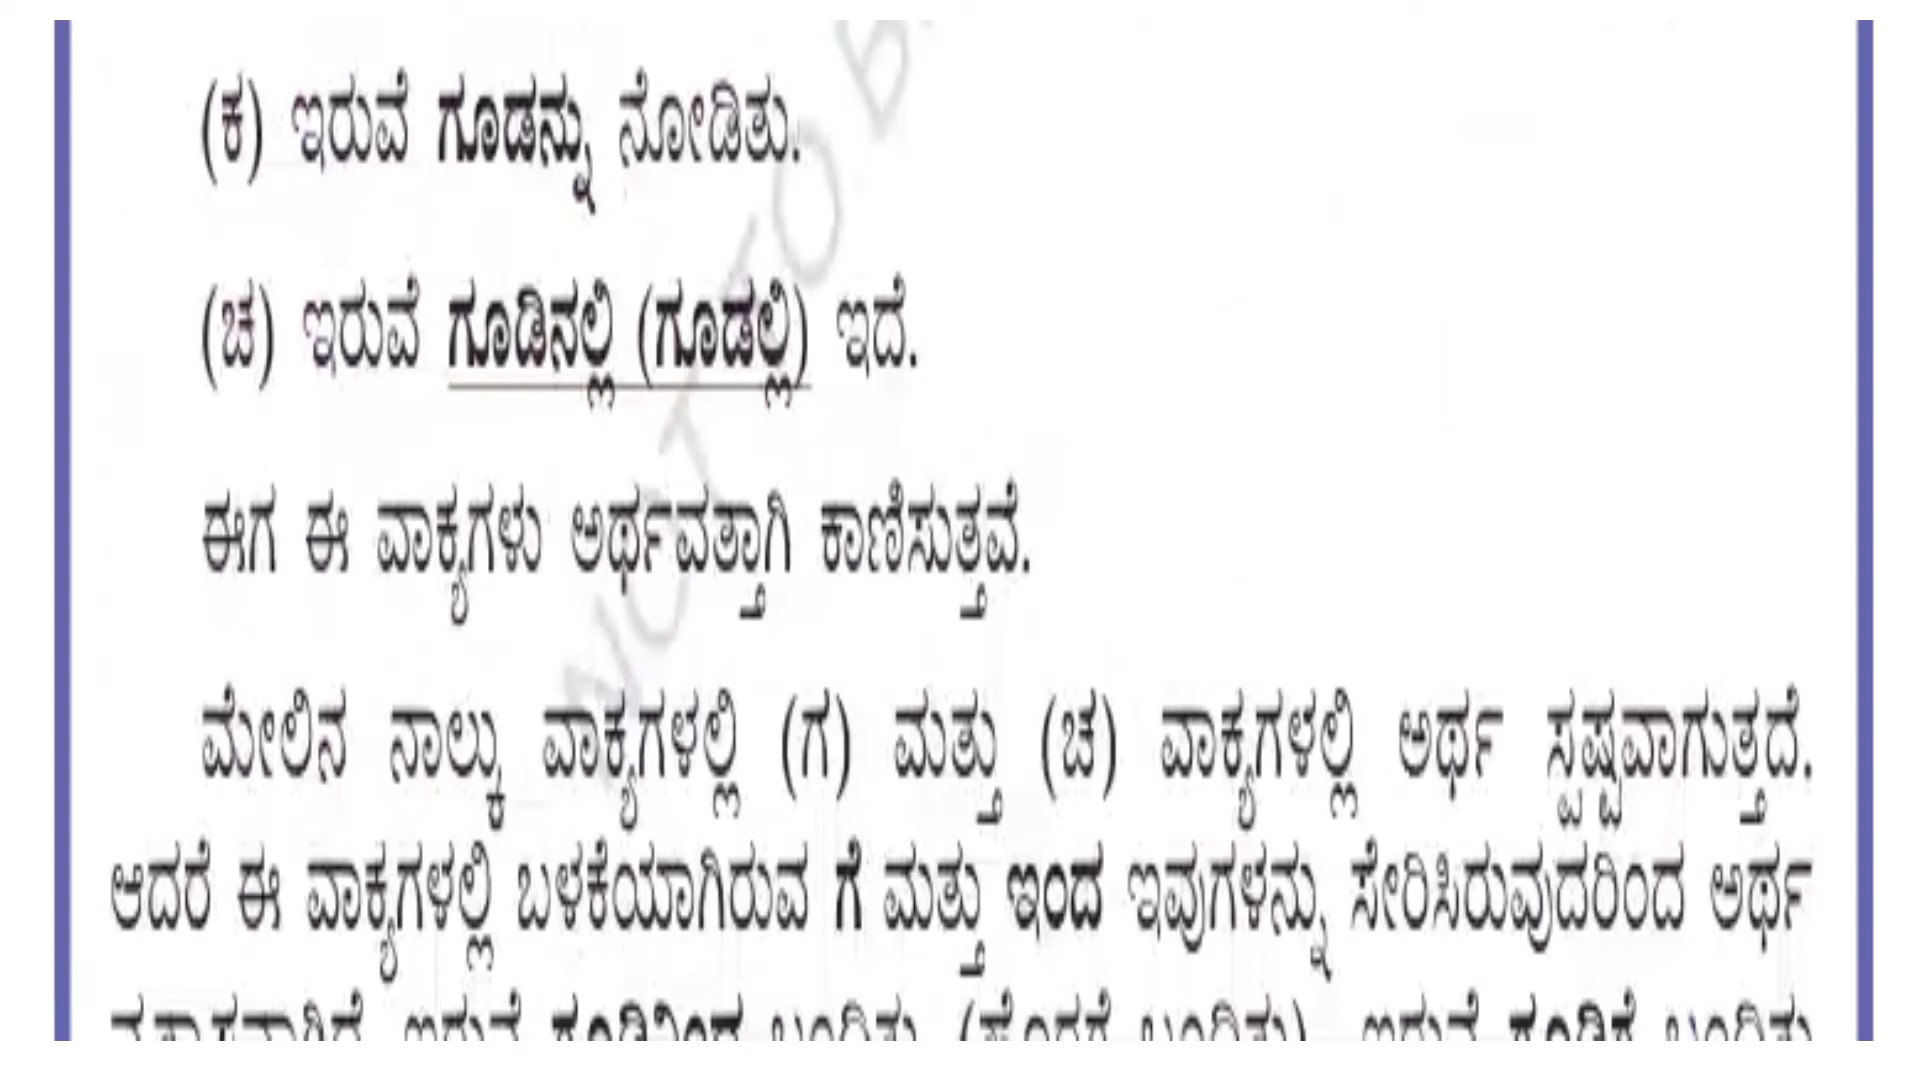 (ಕ) ಇರುವೆ ಗೂಡನ್ನು ನೋಡಿತು.
(ಚ) ಇರುವೆ ಗೂಡಿನಲ್ಲಿ (ಗೂಡಲ್ಲಿ) ಇದೆ.
ಈಗ ಈ ವಾಕ್ಯಗಳು ಅರ್ಥವತ್ತಾಗಿ ಕಾಣಿಸುತ್ತವೆ.
ಮೇಲಿನ ನಾಲ್ಕು ವಾಕ್ಯಗಳಲ್ಲಿ (ಗ) ಮತ್ತು (ಚ) ವಾಕ್ಯಗಳಲ್ಲಿ ಅರ್ಥ ಸ್ಪಷ್ಟವಾಗುತ್ತದೆ.
ಆದರೆ ಈ ವಾಕ್ಯಗಳಲ್ಲಿ ಬಳಕೆಯಾಗಿರುವ ಗೆ ಮತ್ತು ಇಂದ ಇವುಗಳನ್ನು ಸೇರಿಸಿರುವುದರಿಂದ ಅರ್ಥ